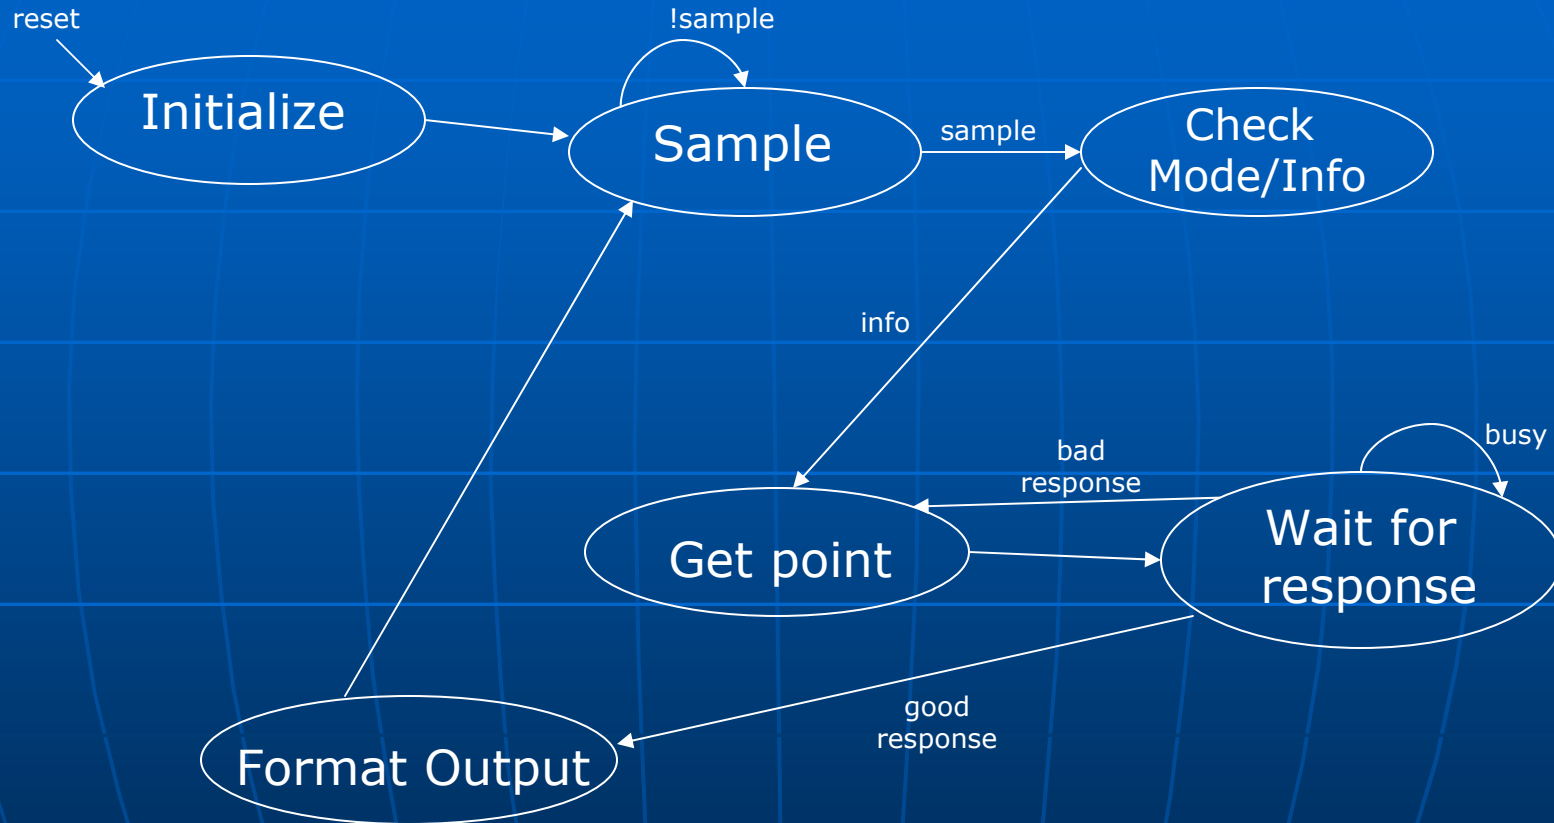 reset
!sample
Initialize
Sample
sample
Check
Mode/Info
info
bad
response
busy
Get point
Wait for
response
good
response
Format Output